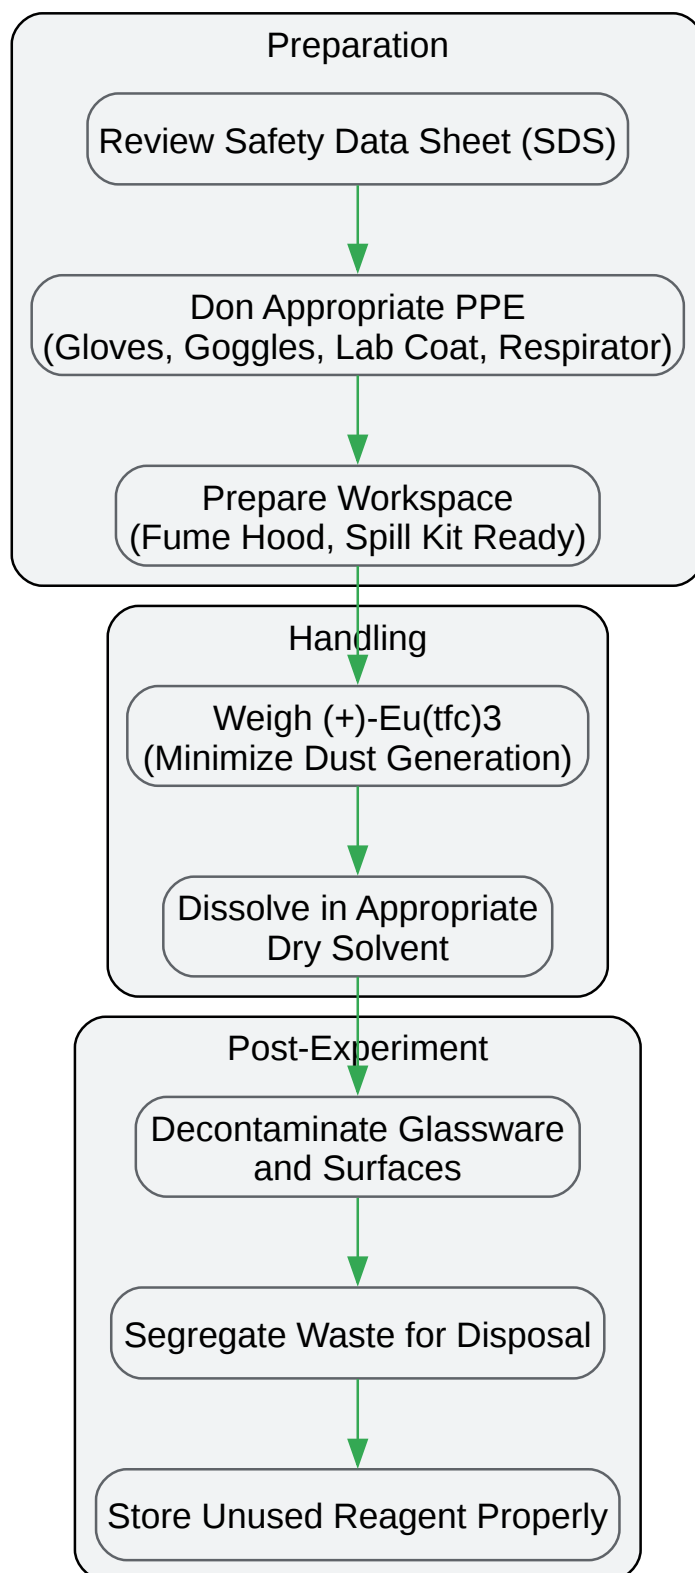 Preparation
Review Safety Data Sheet (SDS)
Don Appropriate PPE
(Gloves, Goggles, Lab Coat, Respirator)
Prepare Workspace
(Fume Hood, Spill Kit Ready)
Handling
Weigh (+)-Eu(tfc)3
(Minimize Dust Generation)
Dissolve in Appropriate
Dry Solvent
Post-Experiment
Decontaminate Glassware
and Surfaces
Segregate Waste for Disposal
Store Unused Reagent Properly